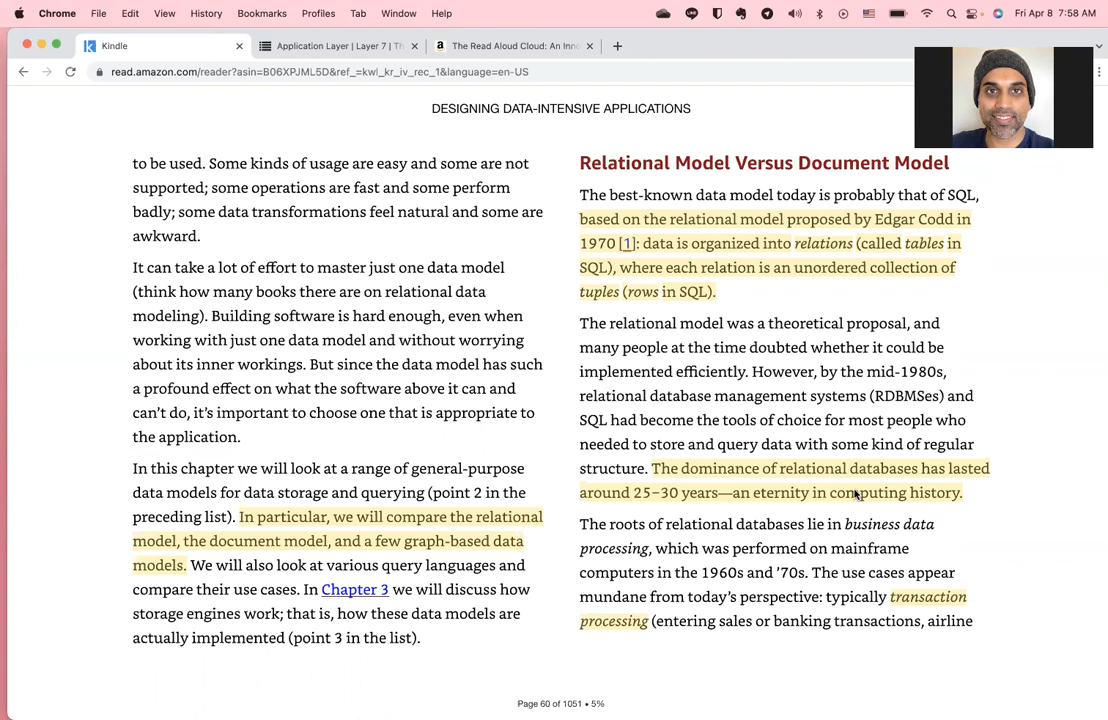 Chrome File Edit View History Bookmarks Profiles Tab Window Help Fri Apr 8 7:58 AM
Kindle
Application Layer | Layer 7 | Th
The Read Aloud Cloud: An Inno
read.amazon.com/reader?asin=B06XPJML5D&ref_=kwl_kr_iv_rec_1&language=en-US
DESIGNING DATA-INTENSIVE APPLICATIONS
to be used. Some kinds of usage are easy and some are not
supported; some operations are fast and some perform
badly; some data transformations feel natural and some are
awkward.
It can take a lot of effort to master just one data model
(think how many books there are on relational data
modeling). Building software is hard enough, even when
working with just one data model and without worrying
about its inner workings. But since the data model has such
a profound effect on what the software above it can and
can't do, it's important to choose one that is appropriate to
the application.
In this chapter we will look at a range of general-purpose
data models for data storage and querying (point 2 in the
preceding list). In particular, we will compare the relational
model, the document model, and a few graph-based data
models. We will also look at various query languages and
compare their use cases. In Chapter 3 we will discuss how
storage engines work; that is, how these data models are
actually implemented (point 3 in the list).
Relational Model Versus Document Model
The best-known data model today is probably that of SQL,
based on the relational model proposed by Edgar Codd in
1970 [1]: data is organized into relations (called tables in
SQL), where each relation is an unordered collection of
tuples (rows in SQL).
The relational model was a theoretical proposal, and
many people at the time doubted whether it could be
implemented efficiently. However, by the mid-1980s,
relational database management systems (RDBMSes) and
SQL had become the tools of choice for most people who
needed to store and query data with some kind of regular
structure. The dominance of relational databases has lasted
around 25–30 years—an eternity in computing history.
The roots of relational databases lie in business data
processing, which was performed on mainframe
computers in the 1960s and '70s. The use cases appear
mundane from today's perspective: typically transaction
processing (entering sales or banking transactions, airline
Page 60 of 1051 • 5%